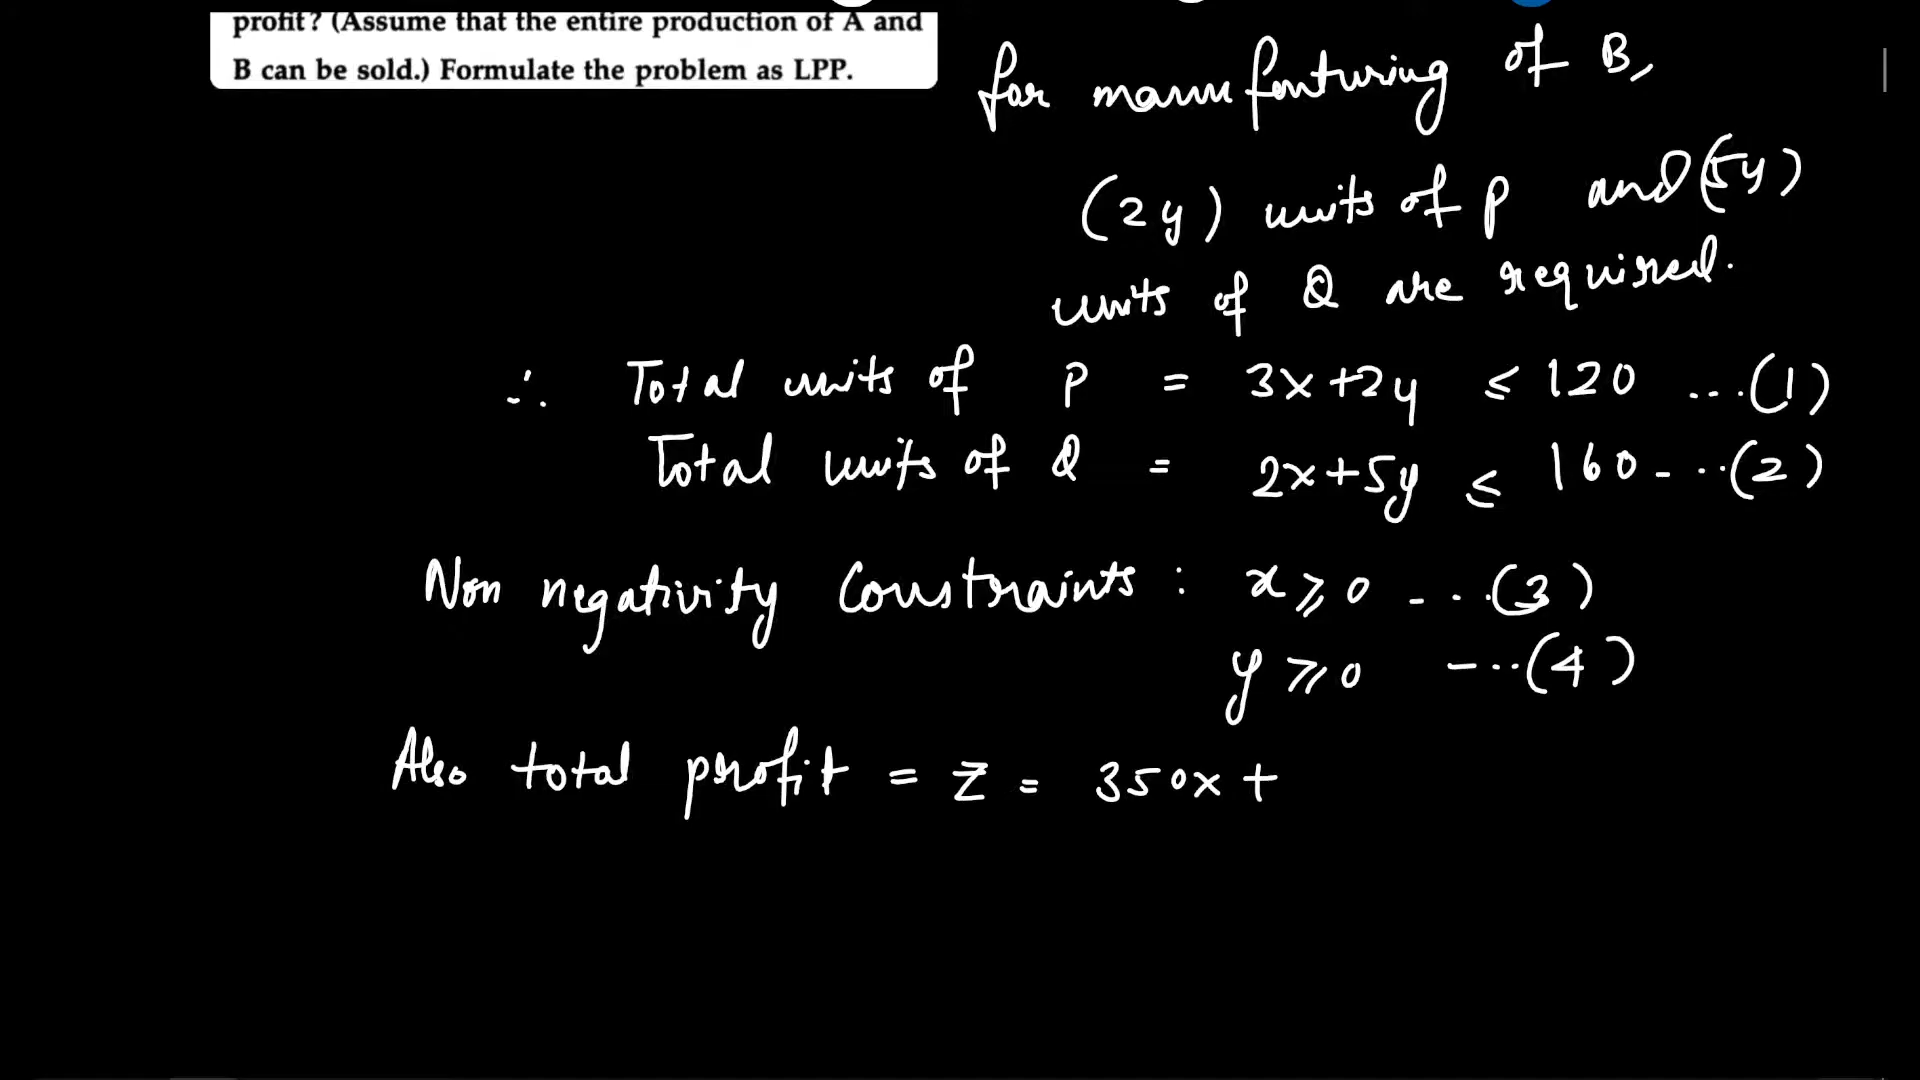 profit? (Assume that the entire production of A and
B can be sold.) Formulate the problem as LPP.
for manufacturing of B,
(2y) units of P and (5y)
units of Q are required.
∴ Total units of P = 3x+2y ≤ 120 ...(1)
Total units of Q = 2x+5y ≤ 160 - ..(2)
Non negativity Constraints : x ⩾ 0 - - ..(3)
y ⩾ 0 - ...(4)
Also total profit = Z = 350x +